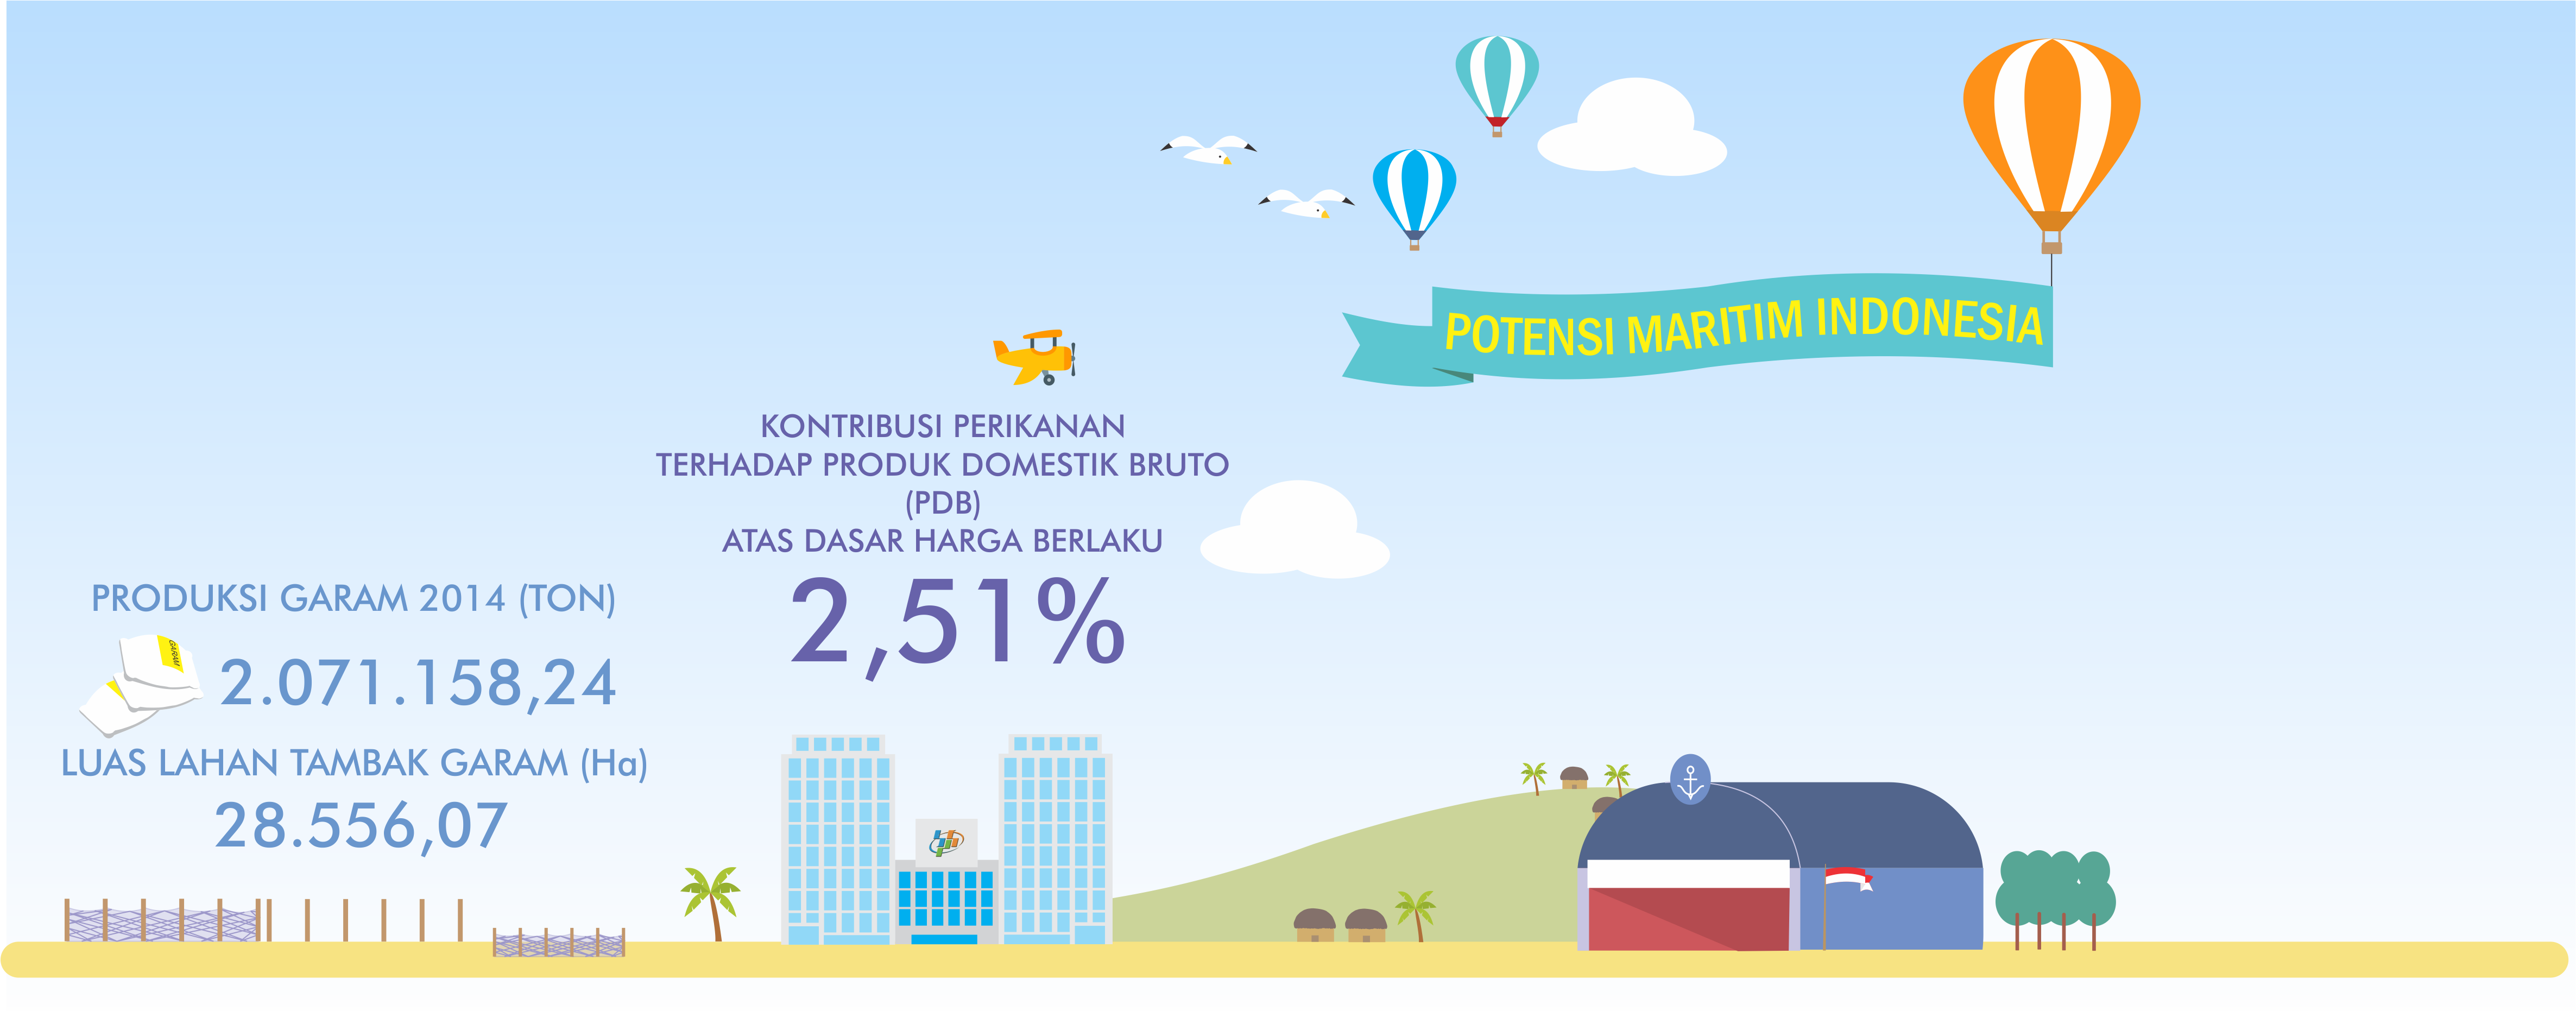 POTENSI MARITIM INDONESIA
KONTRIBUSI PERIKANAN
TERHADAP PRODUK DOMESTIK BRUTO
(PDB)
ATAS DASAR HARGA BERLAKU
2,51%
PRODUKSI GARAM 2014 (TON)
GARAM
2.071.158,24
LUAS LAHAN TAMBAK GARAM (Ha)
28.556,07